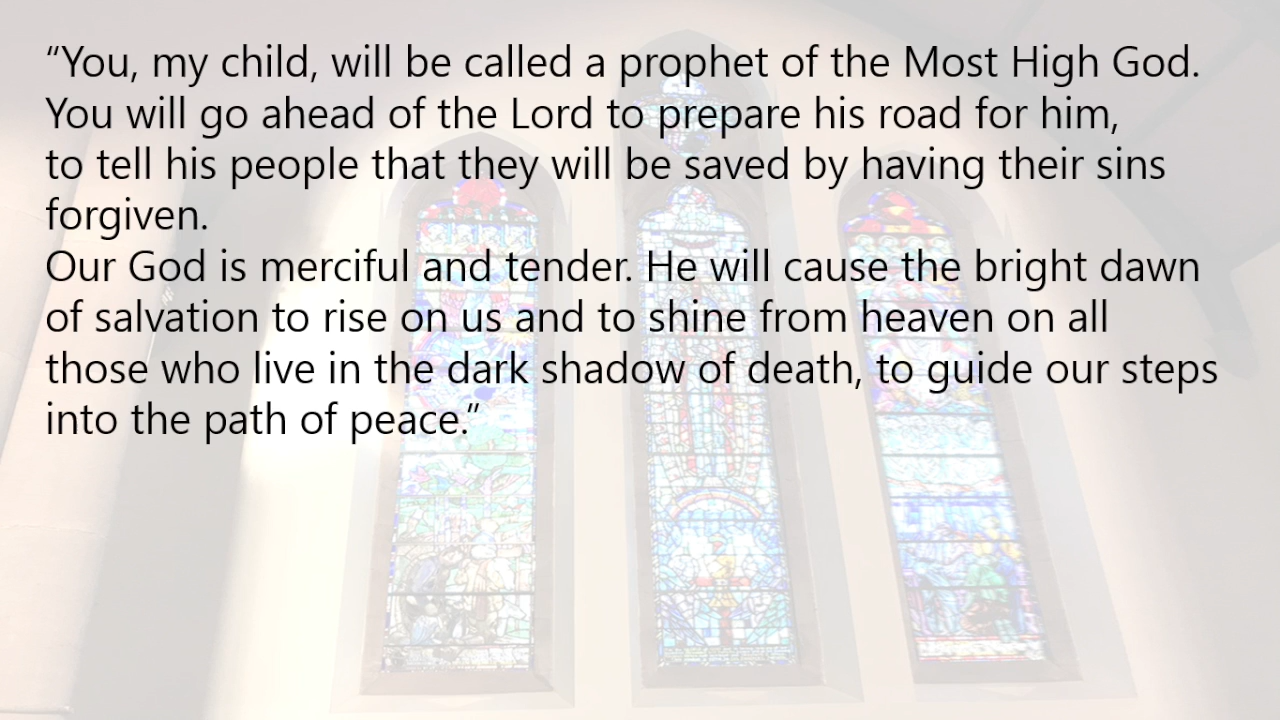 “You, my child, will be called a prophet of the Most High God.
You will go ahead of the Lord to prepare his road for him,
to tell his people that they will be saved by having their sins
forgiven.
Our God is merciful and tender. He will cause the bright dawn
of salvation to rise on us and to shine from heaven on all
those who live in the dark shadow of death, to guide our steps
into the path of peace.”